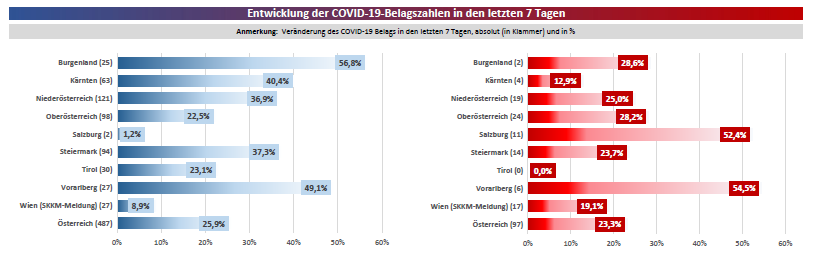 Entwicklung der COVID-19-Belagszahlen in den letzten 7 Tagen
Anmerkung: Veränderung des COVID-19 Belags in den letzten 7 Tagen, absolut (in Klammer) und in %
Burgenland (25) 56,8%
Kärnten (63) 40,4%
Niederösterreich (121) 36,9%
Oberösterreich (98) 22,5%
Salzburg (2) 1,2%
Steiermark (94) 37,3%
Tirol (30) 23,1%
Vorarlberg (27) 49,1%
Wien (SKKM-Meldung) (27) 8,9%
Österreich (487) 25,9%
0% 10% 20% 30% 40% 50% 60%
Burgenland (2) 28,6%
Kärnten (4) 12,9%
Niederösterreich (19) 25,0%
Oberösterreich (24) 28,2%
Salzburg (11) 52,4%
Steiermark (14) 23,7%
Tirol (0) 0,0%
Vorarlberg (6) 54,5%
Wien (SKKM-Meldung) (17) 19,1%
Österreich (97) 23,3%
0% 10% 20% 30% 40% 50% 60%